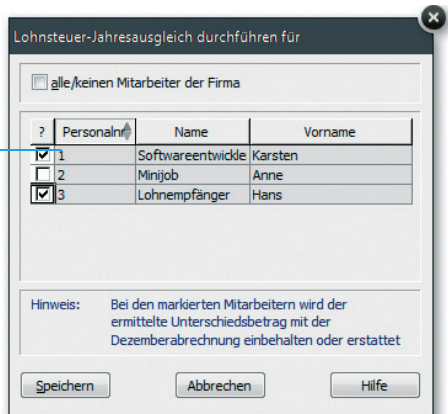 Lohnsteuer-Jahresausgleich durchführen für
alle/keinen Mitarbeiter der Firma
? Personalnr Name Vorname
1 Softwareentwickle Karsten
2 Minijob Anne
3 Lohnempfänger Hans
Hinweis: Bei den markierten Mitarbeitern wird der
ermittelte Unterschiedsbetrag mit der
Dezemberabrechnung einbehalten oder erstattet
Speichern Abbrechen Hilfe